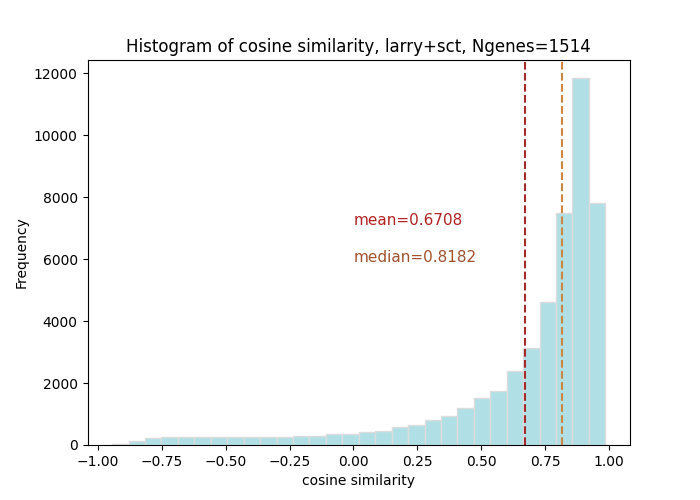 Histogram of cosine similarity, larry+sct, Ngenes=1514
12000
10000
8000
6000
4000
2000
0
Frequency
mean=0.6708
median=0.8182
−1.00 −0.75 −0.50 −0.25 0.00 0.25 0.50 0.75 1.00
cosine similarity